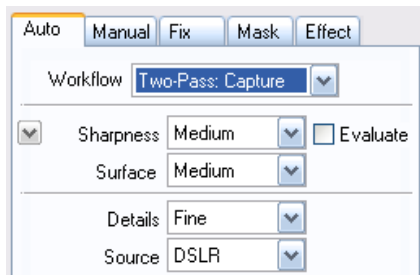 Auto Manual Fix Mask Effect
Workflow Two-Pass: Capture
Sharpness Medium Evaluate
Surface Medium
Details Fine
Source DSLR